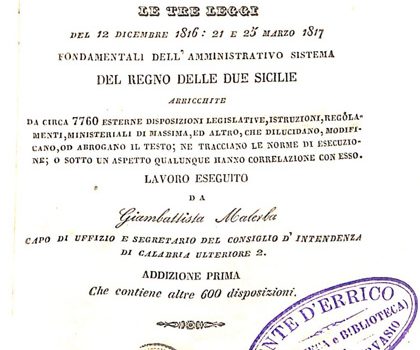 LE TRE LEGGI
DEL 12 DICEMBRE 1816: 21 E 25 MARZO 1817
FONDAMENTALI DELL'AMMINISTRATIVO SISTEMA
DEL REGNO DELLE DUE SICILIE
ARRICCHITE
DA CIRCA 7760 ESTERNE DISPOSIZIONI LEGISLATIVE, ISTRUZIONI, REGOLA-
MENTI, MINISTERIALI DI MASSIMA, ED ALTRO, CHE DILUCIDANO, MODIFI-
CANO, OD ABROGANO IL TESTO; NE TRACCIANO LE NORME DI ESECUZIO-
NE; O SOTTO UN ASPETTO QUALUNQUE HANNO CORRELAZIONE CON ESSO.
LAVORO ESEGUITO
DA
Giambattista Malerba
CAPO DI UFFIZIO E SEGRETARIO DEL CONSIGLIO D'INTENDENZA
DI CALABRIA ULTERIORE 2.
ADDIZIONE PRIMA
Che contiene altre 600 disposizioni.
NTE D'ERRICO
ECA e BIBLIOTECA)
VASIO